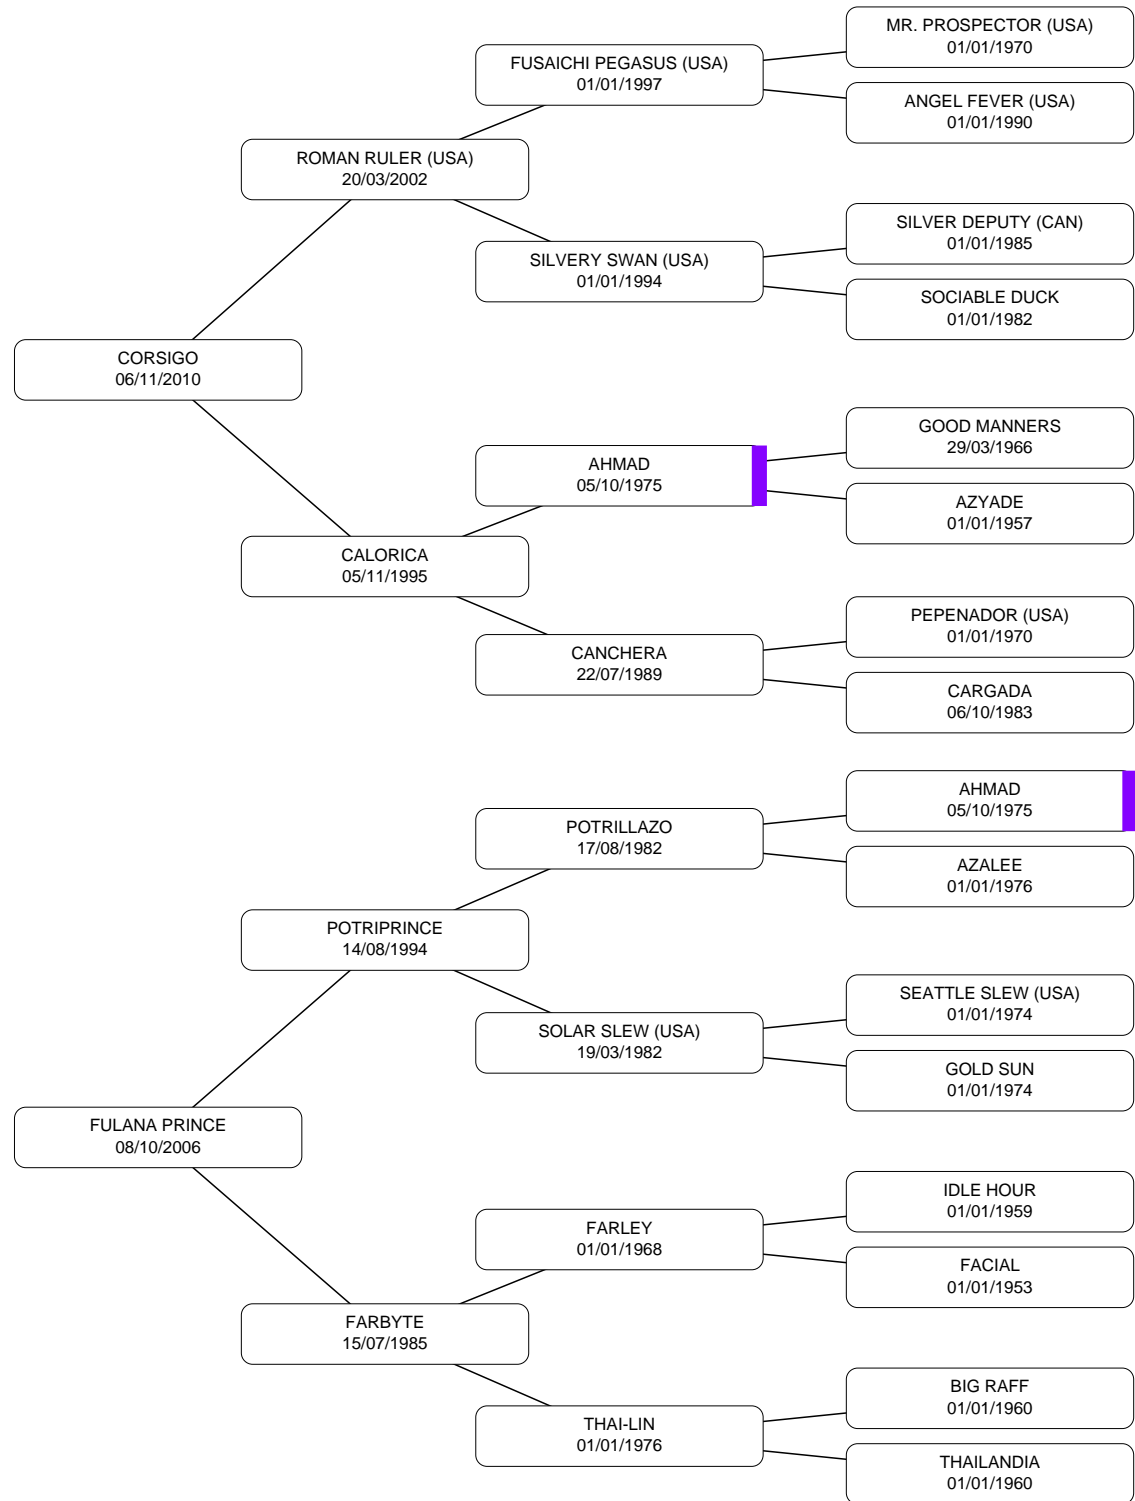 MR. PROSPECTOR (USA)
01/01/1970
FUSAICHI PEGASUS (USA)
01/01/1997
ANGEL FEVER (USA)
01/01/1990
ROMAN RULER (USA)
20/03/2002
SILVER DEPUTY (CAN)
01/01/1985
SILVERY SWAN (USA)
01/01/1994
SOCIABLE DUCK
01/01/1982
CORSIGO
06/11/2010
GOOD MANNERS
29/03/1966
AHMAD
05/10/1975
AZYADE
01/01/1957
CALORICA
05/11/1995
PEPENADOR (USA)
01/01/1970
CANCHERA
22/07/1989
CARGADA
06/10/1983
AHMAD
05/10/1975
POTRILLAZO
17/08/1982
AZALEE
01/01/1976
POTRIPRINCE
14/08/1994
SEATTLE SLEW (USA)
01/01/1974
SOLAR SLEW (USA)
19/03/1982
GOLD SUN
01/01/1974
FULANA PRINCE
08/10/2006
IDLE HOUR
01/01/1959
FARLEY
01/01/1968
FACIAL
01/01/1953
FARBYTE
15/07/1985
BIG RAFF
01/01/1960
THAI-LIN
01/01/1976
THAILANDIA
01/01/1960